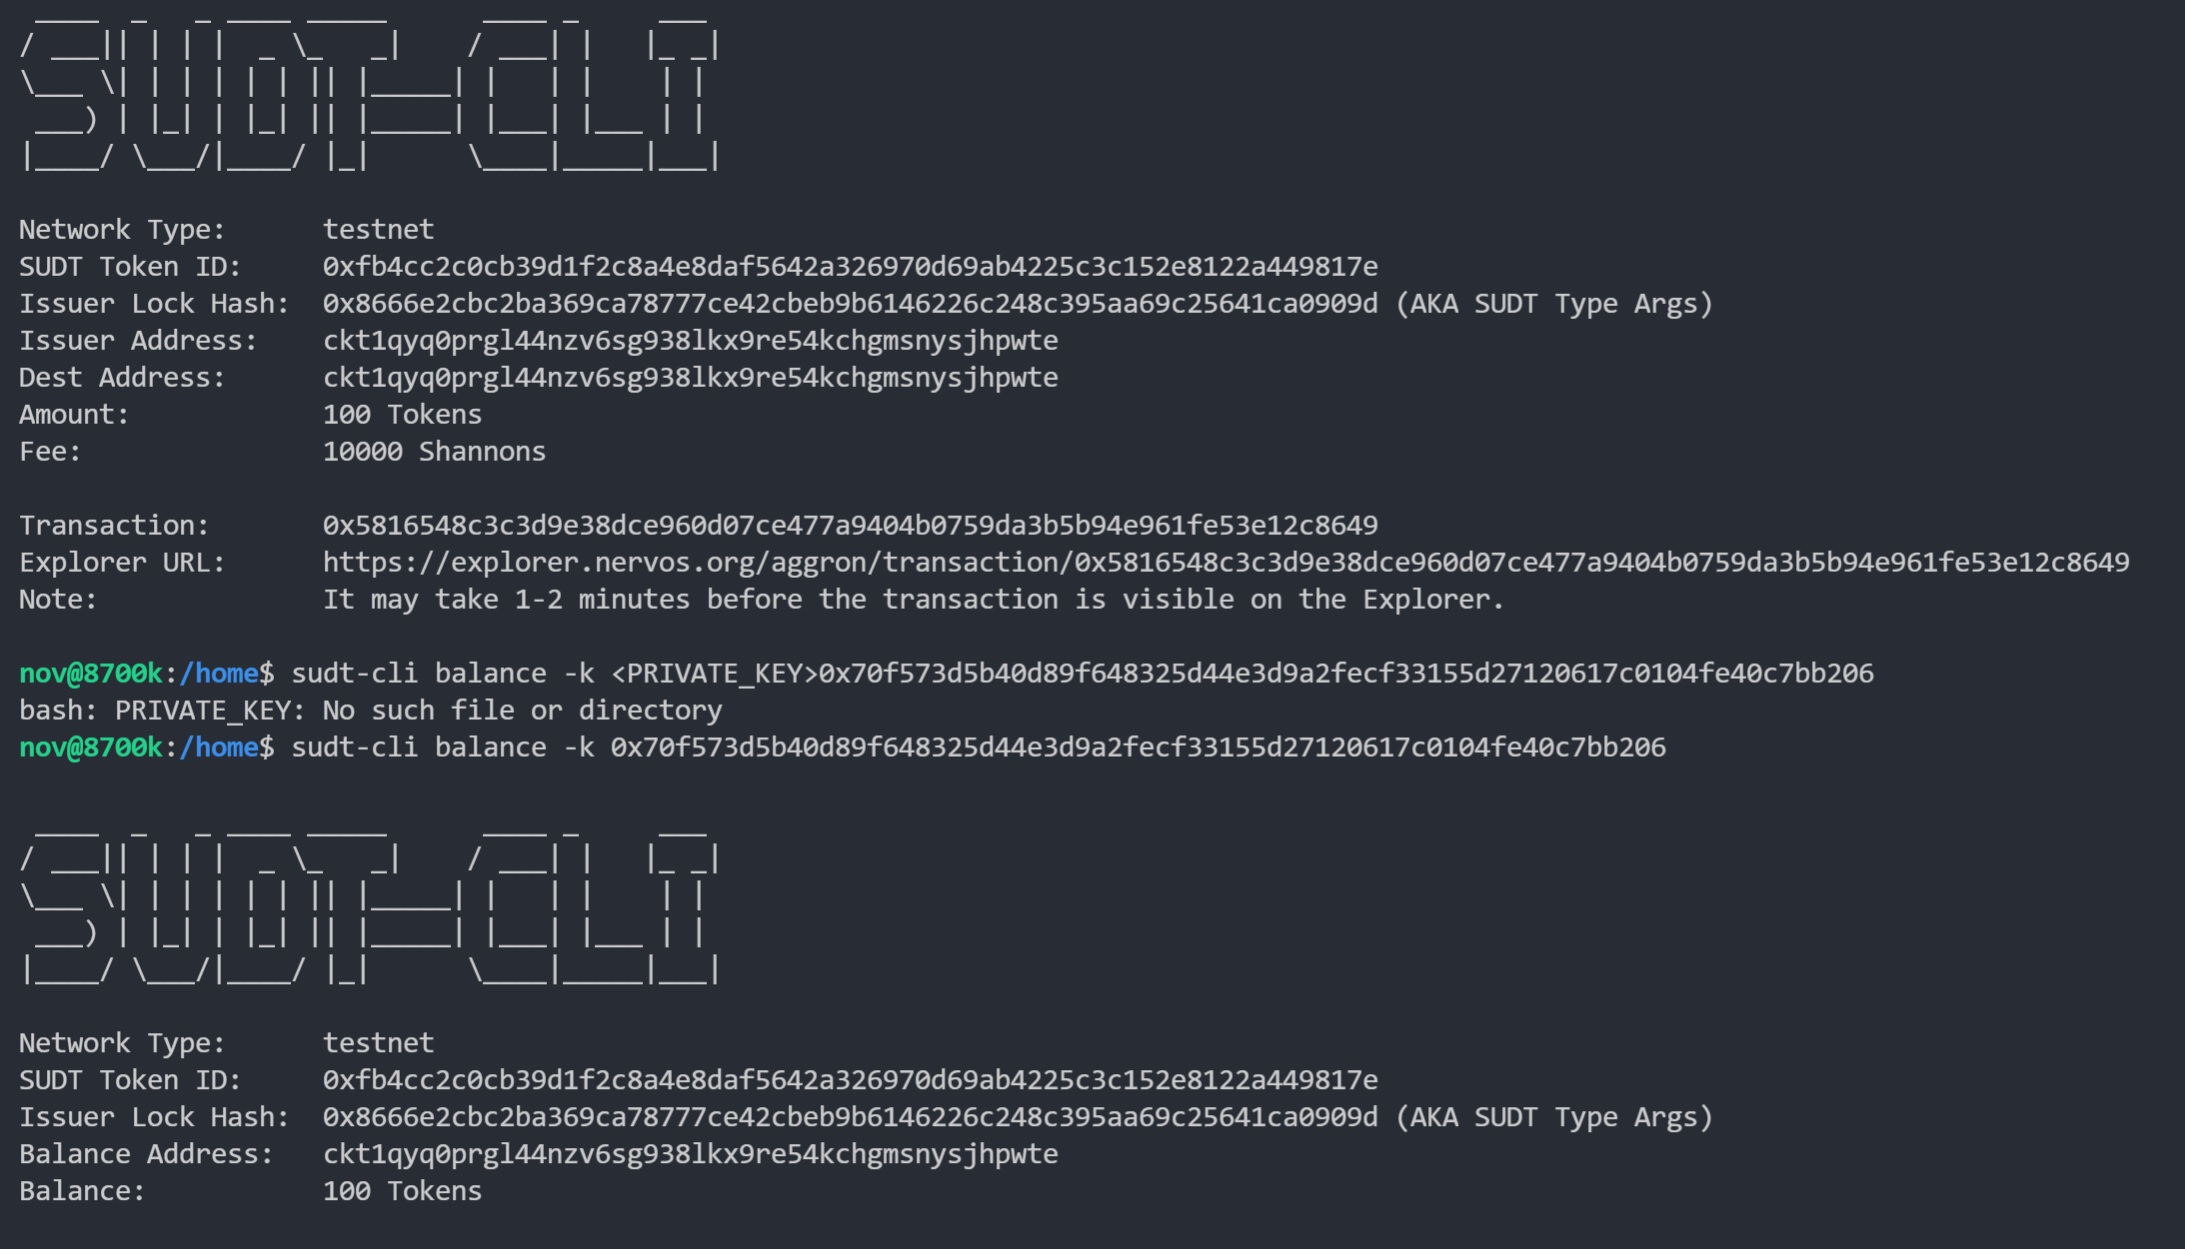 SUDT-CLI
Network Type:      testnet
SUDT Token ID:     0xfb4cc2c0cb39d1f2c8a4e8daf5642a326970d69ab4225c3c152e8122a449817e
Issuer Lock Hash:  0x8666e2cbc2ba369ca78777ce42cbeb9b6146226c248c395aa69c25641ca0909d (AKA SUDT Type Args)
Issuer Address:    ckt1qyq0prgl44nzv6sg938lkx9re54kchgmsnysjhpwte
Dest Address:      ckt1qyq0prgl44nzv6sg938lkx9re54kchgmsnysjhpwte
Amount:            100 Tokens
Fee:               10000 Shannons
Transaction:       0x5816548c3c3d9e38dce960d07ce477a9404b0759da3b5b94e961fe53e12c8649
Explorer URL:      https://explorer.nervos.org/aggron/transaction/0x5816548c3c3d9e38dce960d07ce477a9404b0759da3b5b94e961fe53e12c8649
Note:              It may take 1-2 minutes before the transaction is visible on the Explorer.
nov@8700k:/home$ sudt-cli balance -k <PRIVATE_KEY>0x70f573d5b40d89f648325d44e3d9a2fecf33155d27120617c0104fe40c7bb206
bash: PRIVATE_KEY: No such file or directory
nov@8700k:/home$ sudt-cli balance -k 0x70f573d5b40d89f648325d44e3d9a2fecf33155d27120617c0104fe40c7bb206
SUDT-CLI
Network Type:      testnet
SUDT Token ID:     0xfb4cc2c0cb39d1f2c8a4e8daf5642a326970d69ab4225c3c152e8122a449817e
Issuer Lock Hash:  0x8666e2cbc2ba369ca78777ce42cbeb9b6146226c248c395aa69c25641ca0909d (AKA SUDT Type Args)
Balance Address:   ckt1qyq0prgl44nzv6sg938lkx9re54kchgmsnysjhpwte
Balance:           100 Tokens